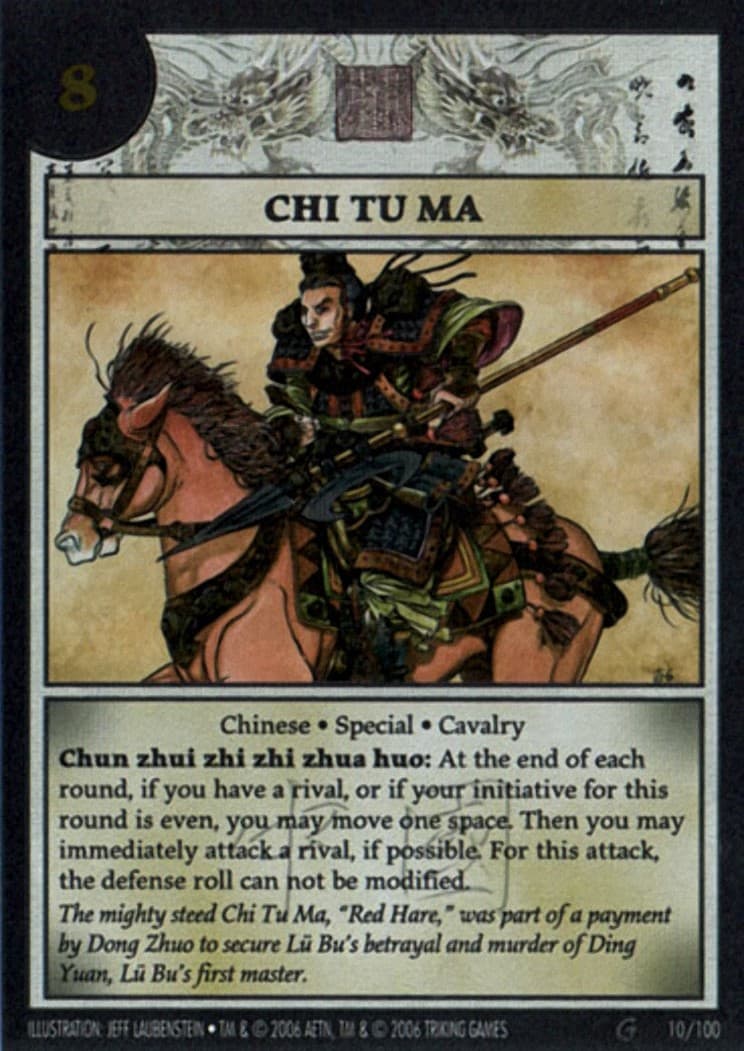 8
CHI TU MA
Chinese • Special • Cavalry
Chun zhui zhi zhi zhua huo: At the end of each
round, if you have a rival, or if your initiative for this
round is even, you may move one space. Then you may
immediately attack a rival, if possible. For this attack,
the defense roll can not be modified.
The mighty steed Chi Tu Ma, "Red Hare," was part of a payment
by Dong Zhuo to secure Lü Bu's betrayal and murder of Ding
Yuan, Lü Bu's first master.
ILLUSTRATION: JEFF LAUBENSTEIN • TM & © 2006 AETN, TM & © 2006 TRIKING GAMES G 10/100
中国